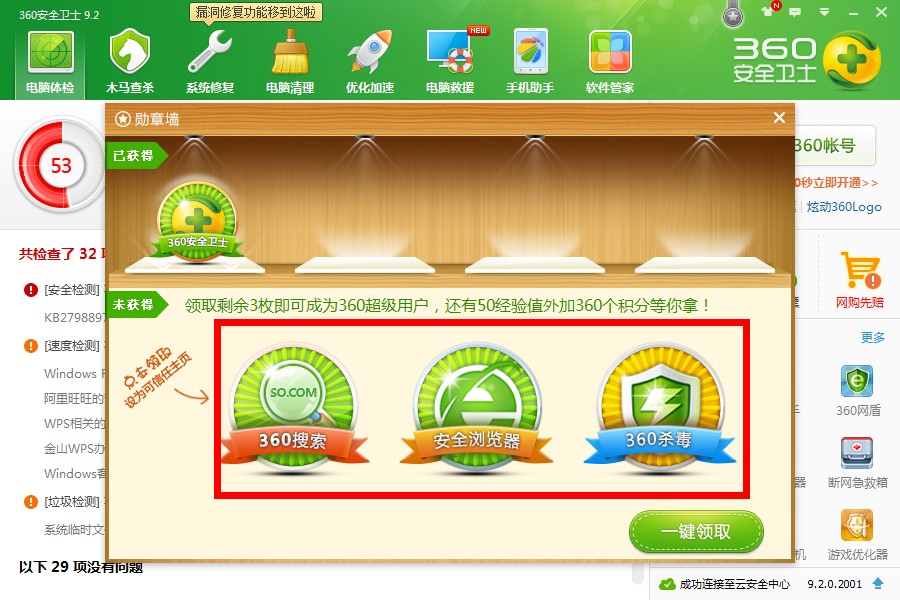 360安全卫士 9.2
漏洞修复功能移到这啦
NEW
N
360
安全卫士
电脑体检
木马查杀
系统修复
电脑清理
优化加速
电脑救援
手机助手
软件管家
勋章墙
已获得
360安全卫士
53
360帐号
0秒立即开通>>
炫动360Logo
共检查了 32 项
未获得
领取剩余3枚即可成为360超级用户，还有50经验值外加360个积分等你拿！
[安全检测]
KB2798897
网购先赔
点击领取
设为可信任主页
SO.COM
360搜索
安全浏览器
360杀毒
更多
[速度检测]
Windows
阿里旺旺的
WPS相关的
金山WPS办
Windows客
360网盾
断网急救箱
[垃圾检测]
系统临时文
一键领取
游戏优化器
以下 29 项没有问题
成功连接至云安全中心
9.2.0.2001